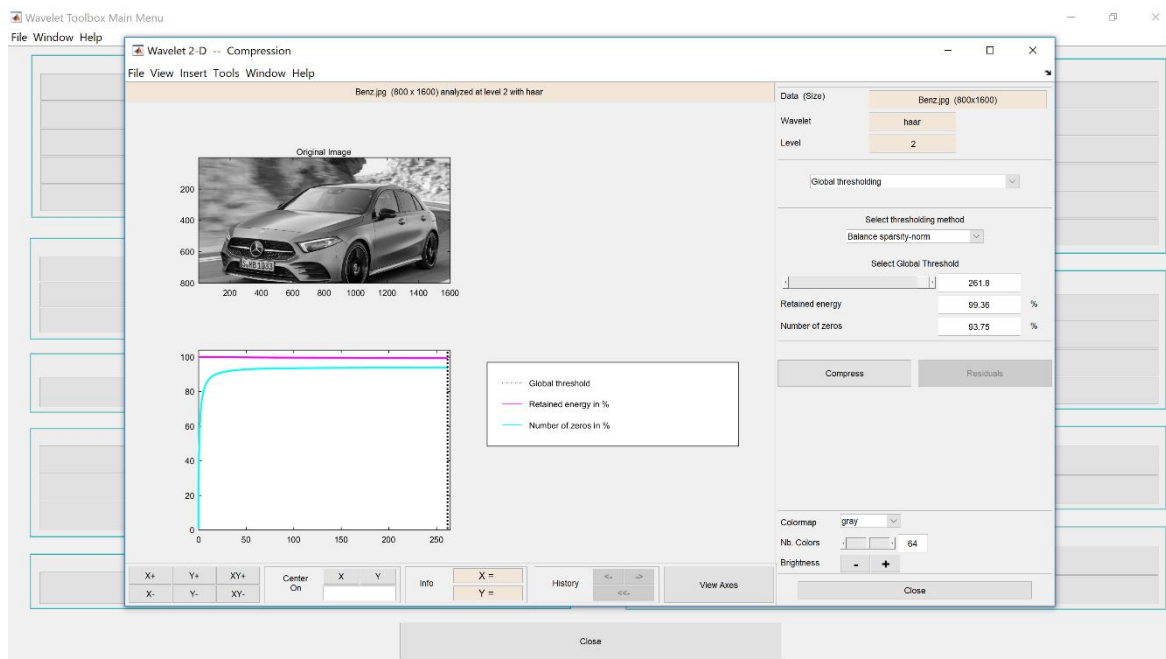 Wavelet Toolbox Main Menu
File Window Help
Wavelet 2-D -- Compression
File View Insert Tools Window Help
Benz.jpg (800 x 1600) analyzed at level 2 with haar
Original Image
200
400
600
800
200 400 600 800 1000 1200 1400 1600
100
80
60
40
20
0
0 50 100 150 200 250
Global threshold
Retained energy in %
Number of zeros in %
Data (Size) Benz.jpg (800x1600)
Wavelet haar
Level 2
Global thresholding
Select thresholding method
Balance sparsity-norm
Select Global Threshold
261.8
Retained energy 99.36 %
Number of zeros 93.75 %
Compress Residuals
Colormap gray
Nb. Colors 64
Brightness - +
Close
X+ Y+ XY+
X- Y- XY-
Center On X Y
Info X =
Y =
History <- ->
<<-
View Axes
Close